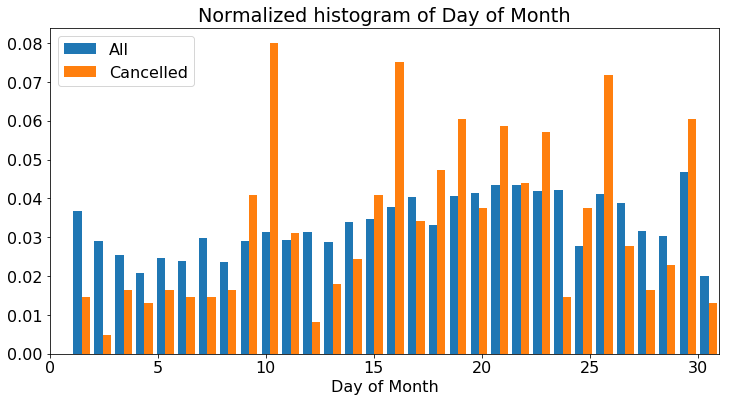 Normalized histogram of Day of Month
All
Cancelled
0.08
0.07
0.06
0.05
0.04
0.03
0.02
0.01
0.00
0 5 10 15 20 25 30
Day of Month